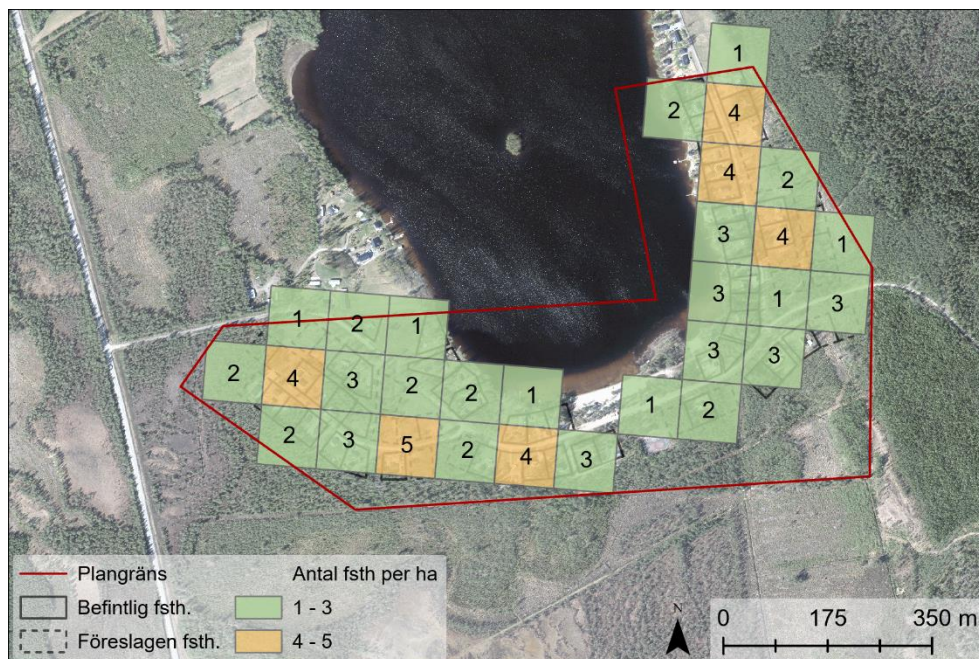 1
2 4
4 2
3 4 1
3 1 3
3 3
1 2 1
2 4 3 2 2 1
1 2
2 3 5 2 4 3
Plangräns
Befintlig fsth.
Föreslagen fsth.
Antal fsth per ha
1 - 3
4 - 5
N
0 175 350 m